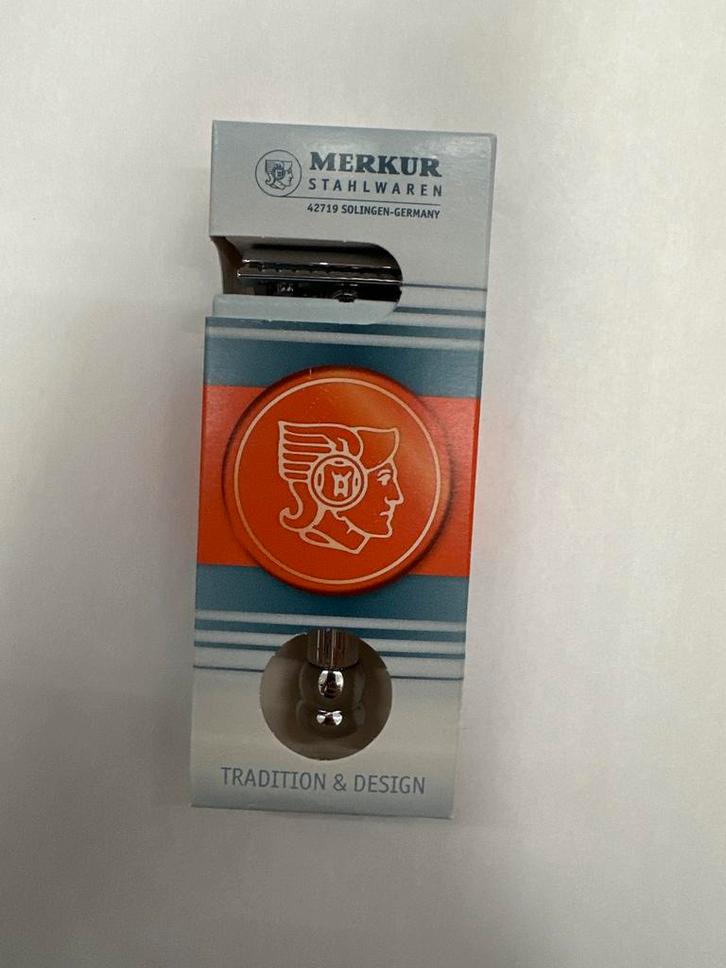 MERKUR
STAHLWAREN
42719 SOLINGEN-GERMANY
TRADITION & DESIGN